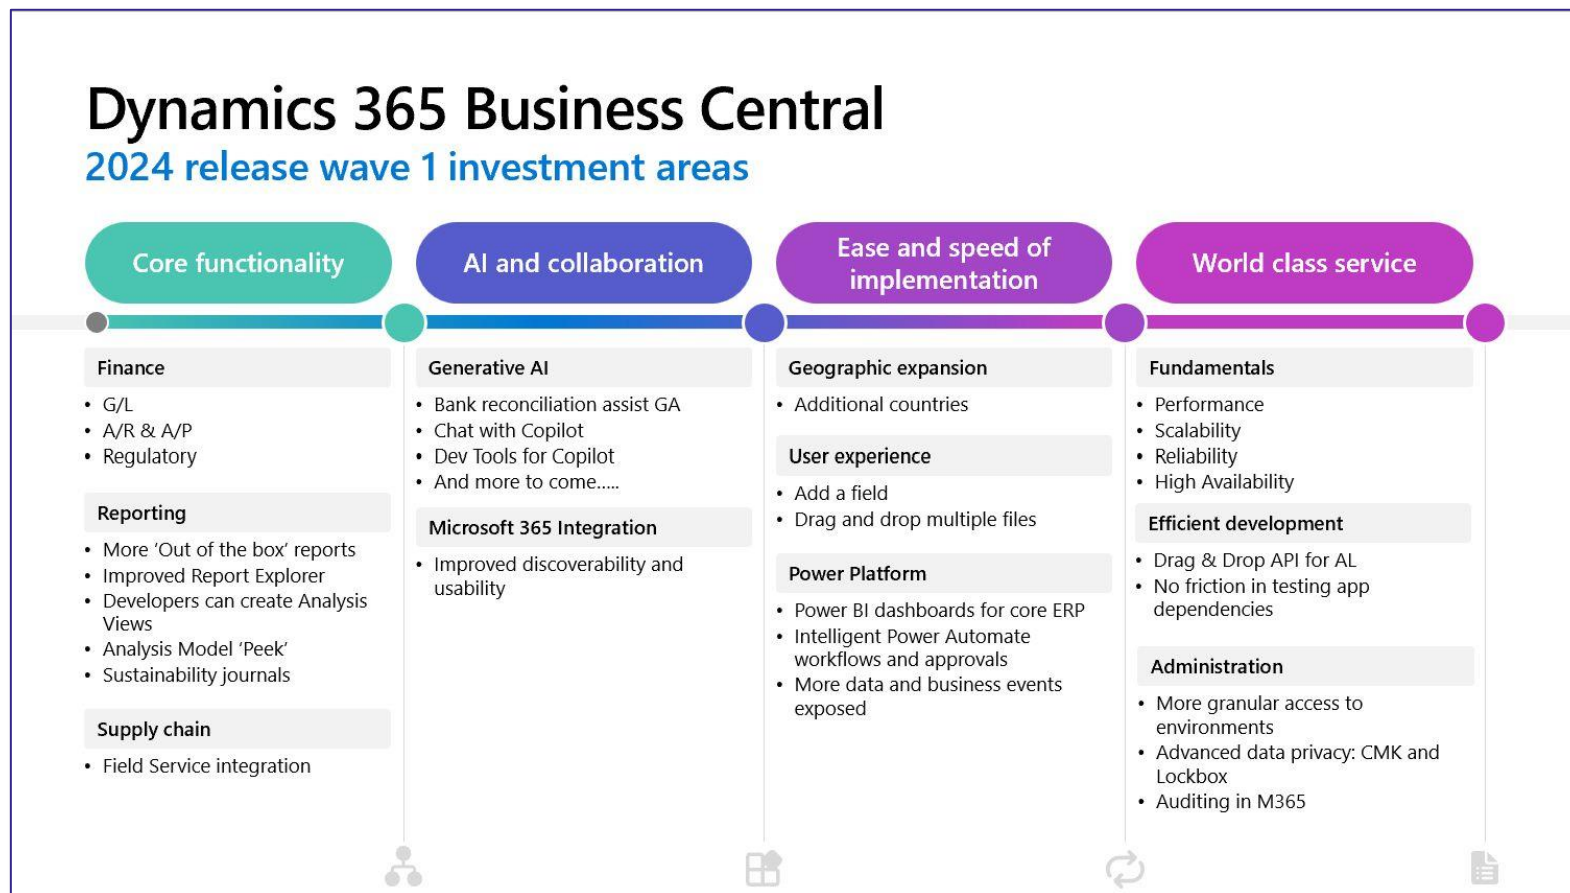 Dynamics 365 Business Central
2024 release wave 1 investment areas
Core functionality
Finance
• G/L
• A/R & A/P
• Regulatory
Reporting
• More ‘Out of the box’ reports
• Improved Report Explorer
• Developers can create Analysis
Views
• Analysis Model ‘Peek’
• Sustainability journals
Supply chain
• Field Service integration
AI and collaboration
Generative AI
• Bank reconciliation assist GA
• Chat with Copilot
• Dev Tools for Copilot
• And more to come.....
Microsoft 365 Integration
• Improved discoverability and
usability
Ease and speed of
implementation
Geographic expansion
• Additional countries
User experience
• Add a field
• Drag and drop multiple files
Power Platform
• Power BI dashboards for core ERP
• Intelligent Power Automate
workflows and approvals
• More data and business events
exposed
World class service
Fundamentals
• Performance
• Scalability
• Reliability
• High Availability
Efficient development
• Drag & Drop API for AL
• No friction in testing app
dependencies
Administration
• More granular access to
environments
• Advanced data privacy: CMK and
Lockbox
• Auditing in M365